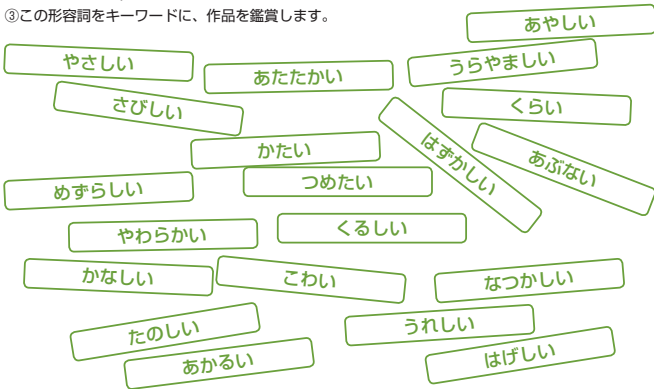 ③この形容詞をキーワードに、作品を鑑賞します。
あやしい
やさしい
あたたかい
うらやましい
さびしい
くらい
かたい
はずかしい
あぶない
めずらしい
つめたい
やわらかい
くるしい
かなしい
こわい
なつかしい
たのしい
うれしい
あかるい
はげしい